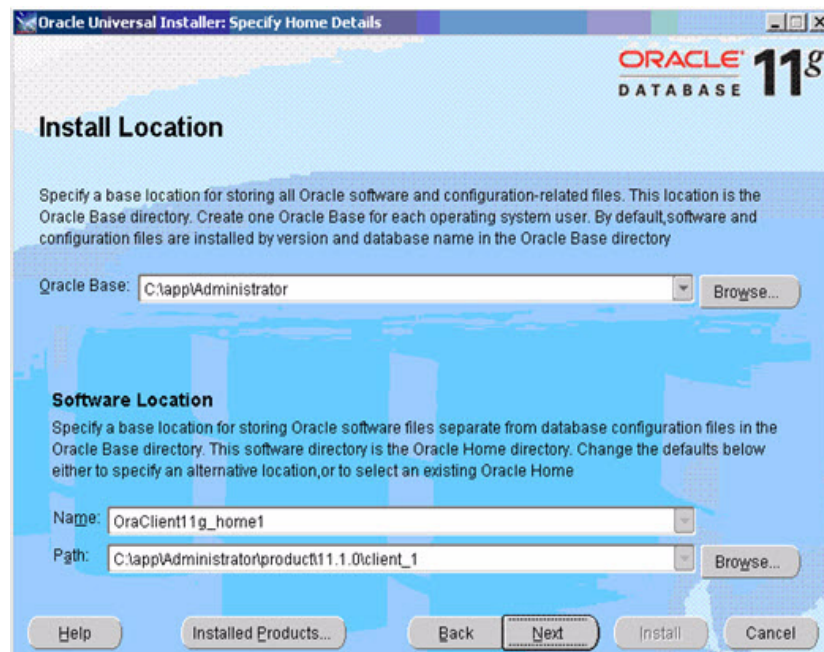 Oracle Universal Installer: Specify Home Details
ORACLE 11g
DATABASE
Install Location
Specify a base location for storing all Oracle software and configuration-related files. This location is the
Oracle Base directory. Create one Oracle Base for each operating system user. By default,software and
configuration files are installed by version and database name in the Oracle Base directory
Oracle Base: C:\app\Administrator Browse...
Software Location
Specify a base location for storing Oracle software files separate from database configuration files in the
Oracle Base directory. This software directory is the Oracle Home directory. Change the defaults below
either to specify an alternative location,or to select an existing Oracle Home
Name: OraClient11g_home1
Path: C:\app\Administrator\product\11.1.0\client_1 Browse...
Help Installed Products... Back Next Install Cancel